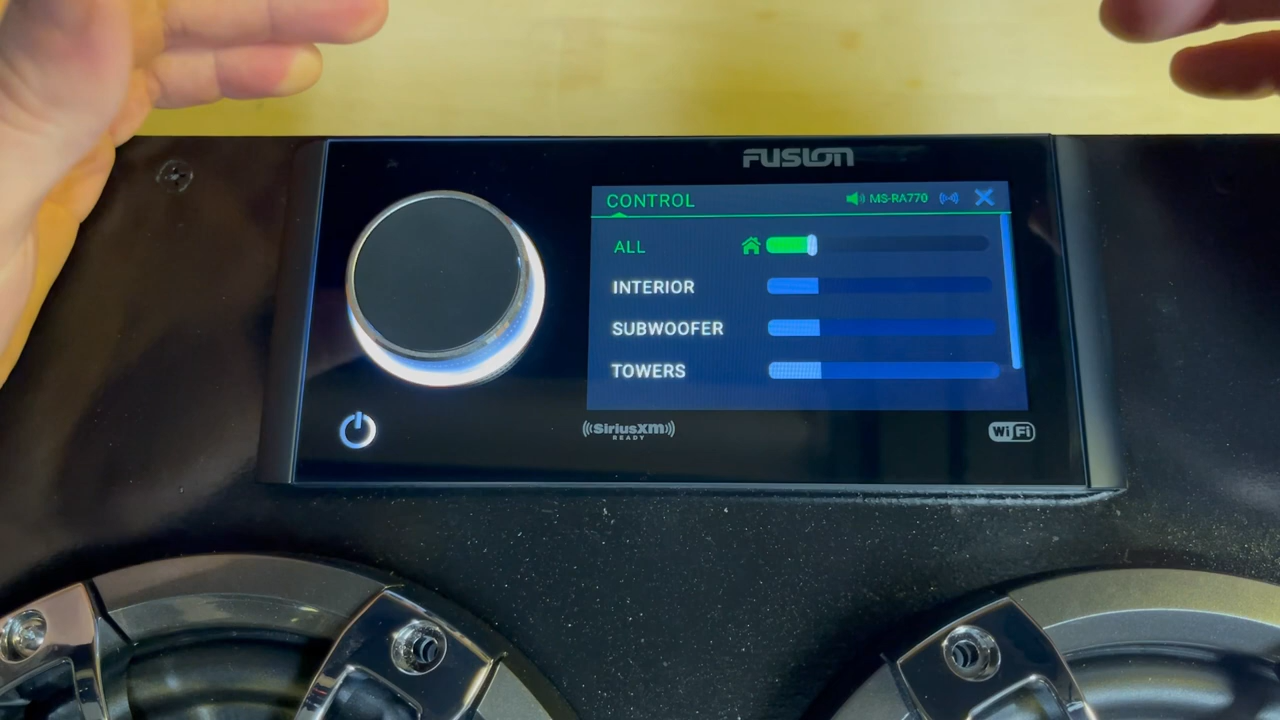 FUSION
CONTROL
MS-RA770
ALL
INTERIOR
SUBWOOFER
TOWERS
SiriusXM
READY
WiFi